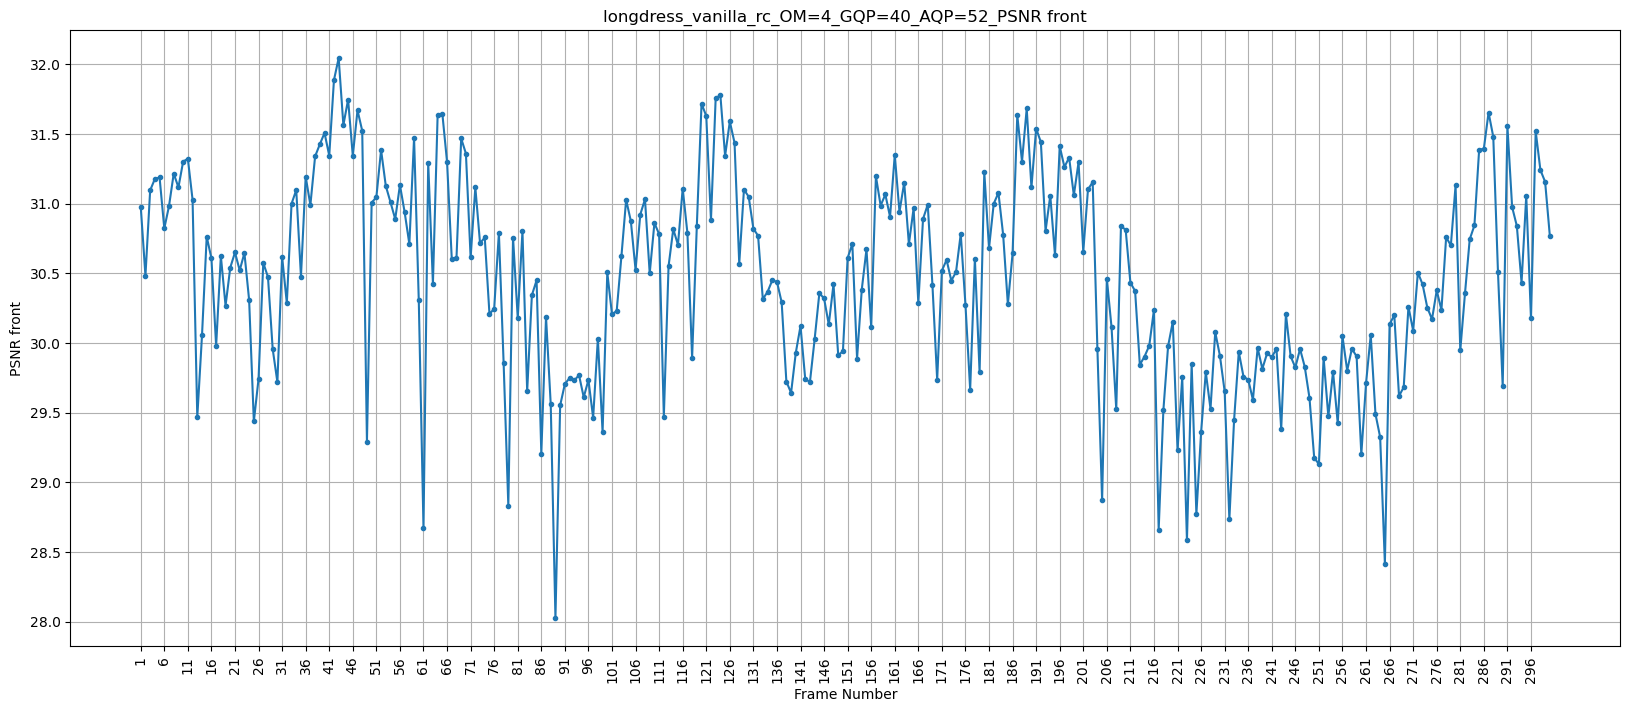 longdress_vanilla_rc_OM=4_GQP=40_AQP=52_PSNR front
32.0
31.5
31.0
30.5
30.0
29.5
29.0
28.5
28.0
PSNR front
1 6 11 16 21 26 31 36 41 46 51 56 61 66 71 76 81 86 91 96 101 106 111 116 121 126 131 136 141 146 151 156 161 166 171 176 181 186 191 196 201 206 211 216 221 226 231 236 241 246 251 256 261 266 271 276 281 286 291 296
Frame Number